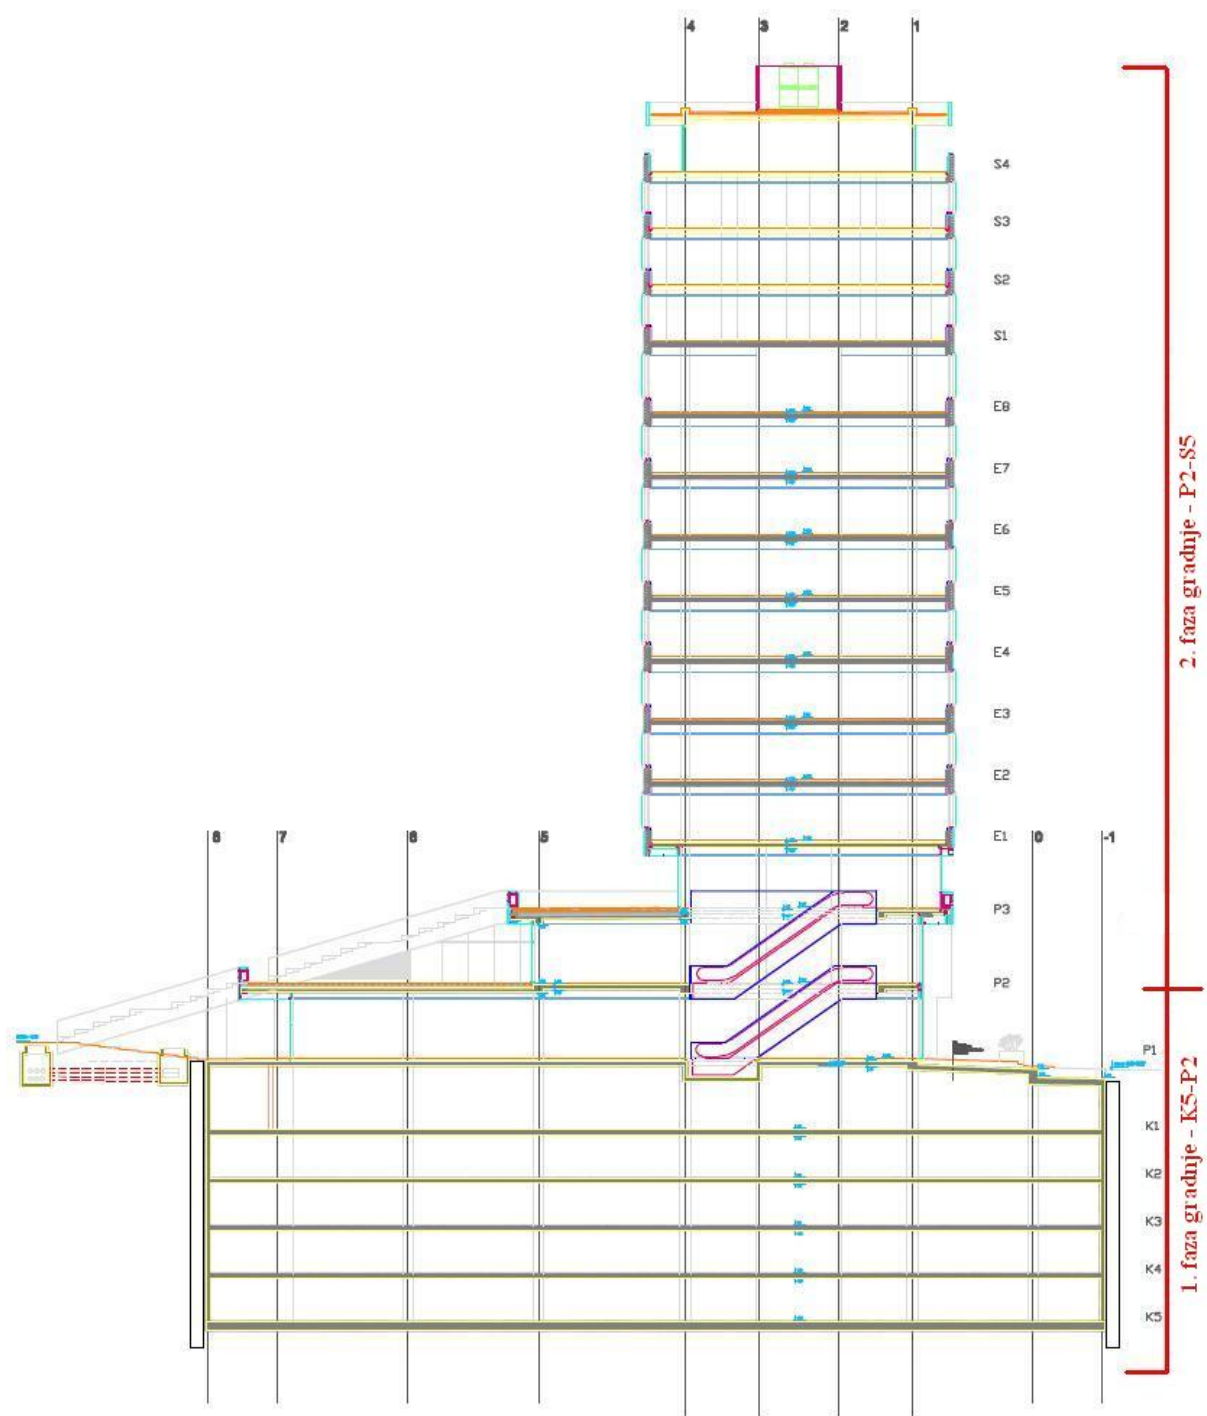 4 3 2 1
S4
S3
S2
S1
E8
E7
E6
E5
E4
E3
E2
E1
8 7 6 5 0 -1
P3
P2
P1
K1
K2
K3
K4
K5
2. faza gradnje - P2-S5
1. faza gradnje - K5-P2